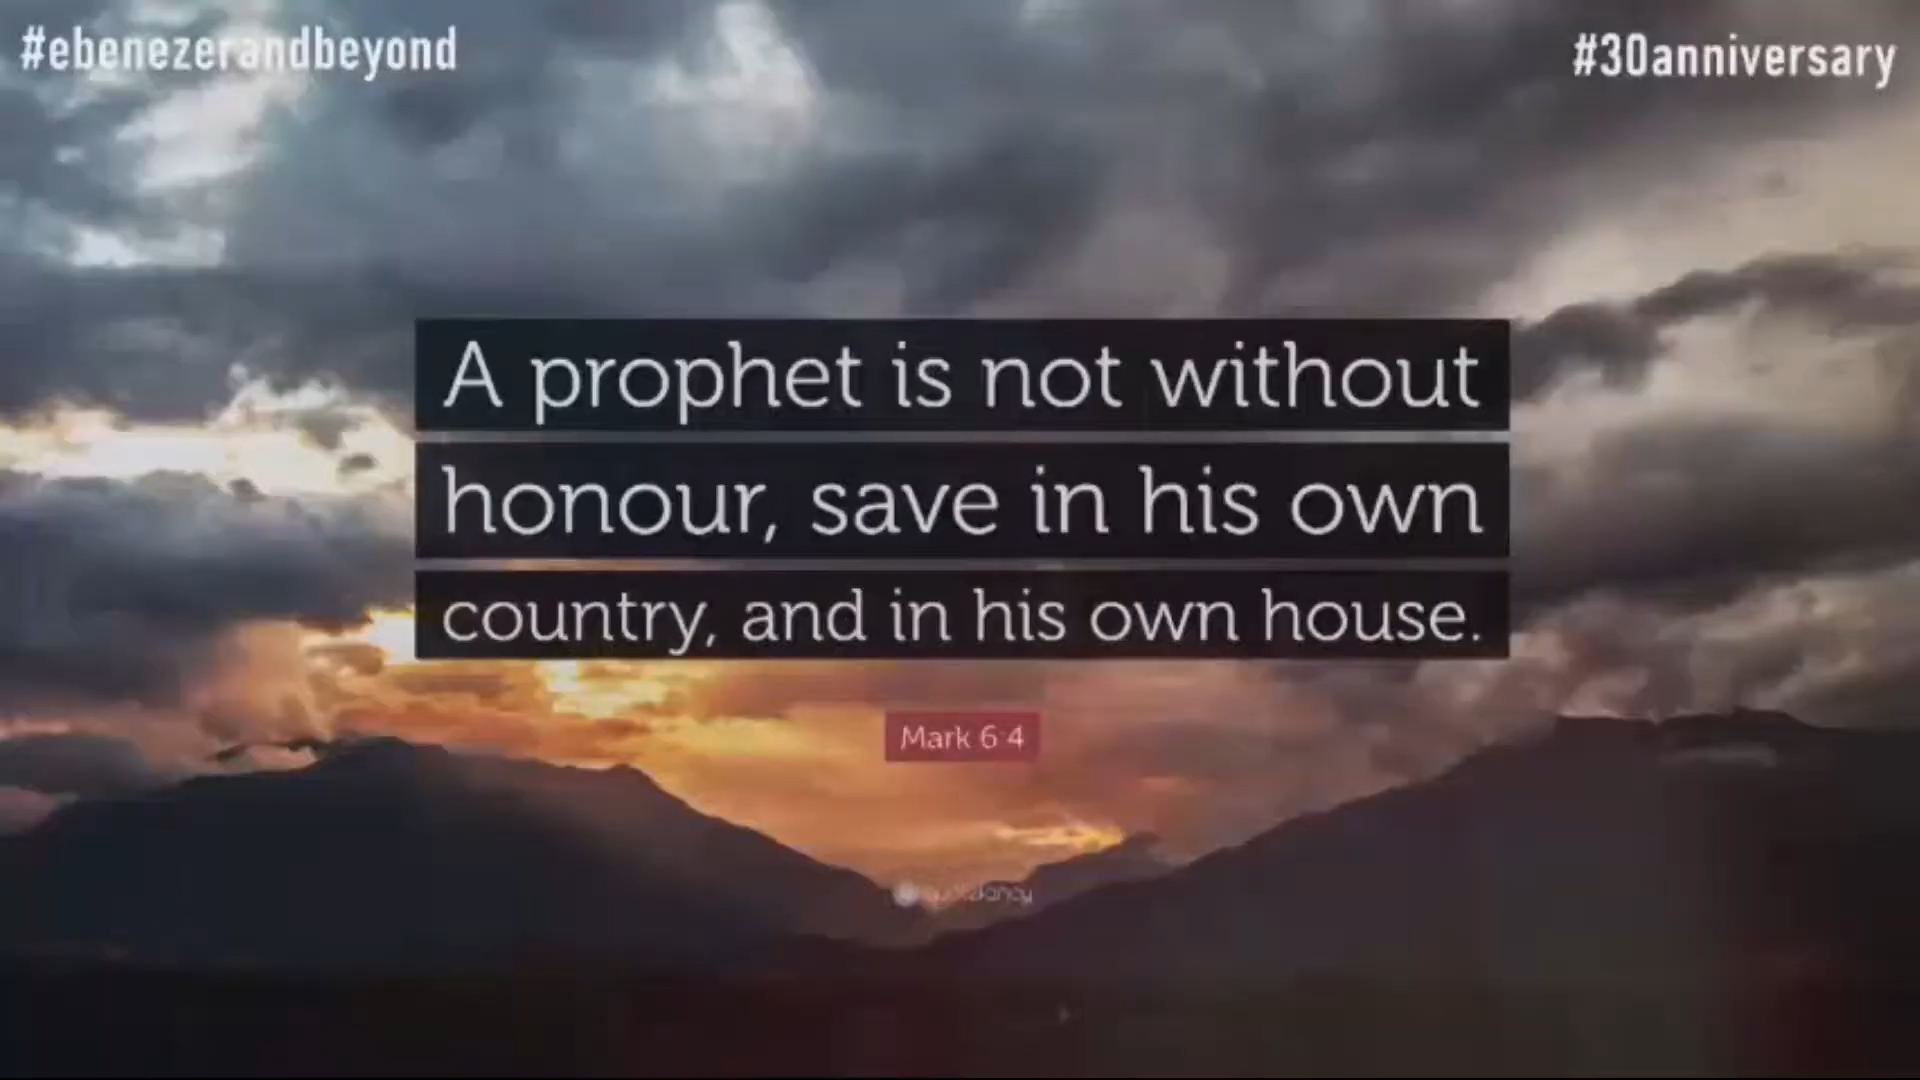 #ebenezerandbeyond
#30anniversary
A prophet is not without
honour, save in his own
country, and in his own house.
Mark 6:4
quotefancy